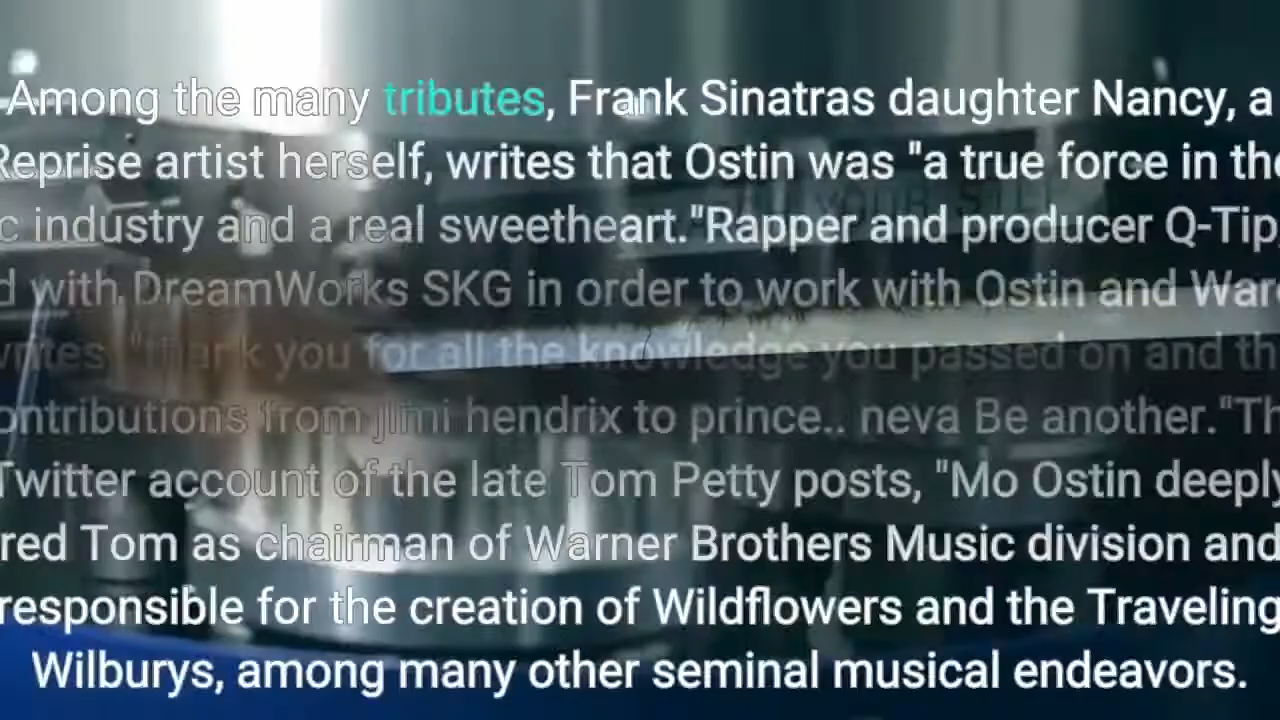 Among the many tributes, Frank Sinatras daughter Nancy, a
Reprise artist herself, writes that Ostin was "a true force in the
c industry and a real sweetheart."Rapper and producer Q-Tip
d with DreamWorks SKG in order to work with Ostin and Waro
writes, "thank you for all the knowledge you passed on and th
ontributions from jimi hendrix to prince.. neva Be another."Th
Twitter account of the late Tom Petty posts, "Mo Ostin deeply
red Tom as chairman of Warner Brothers Music division and
responsible for the creation of Wildflowers and the Traveling
Wilburys, among many other seminal musical endeavors.